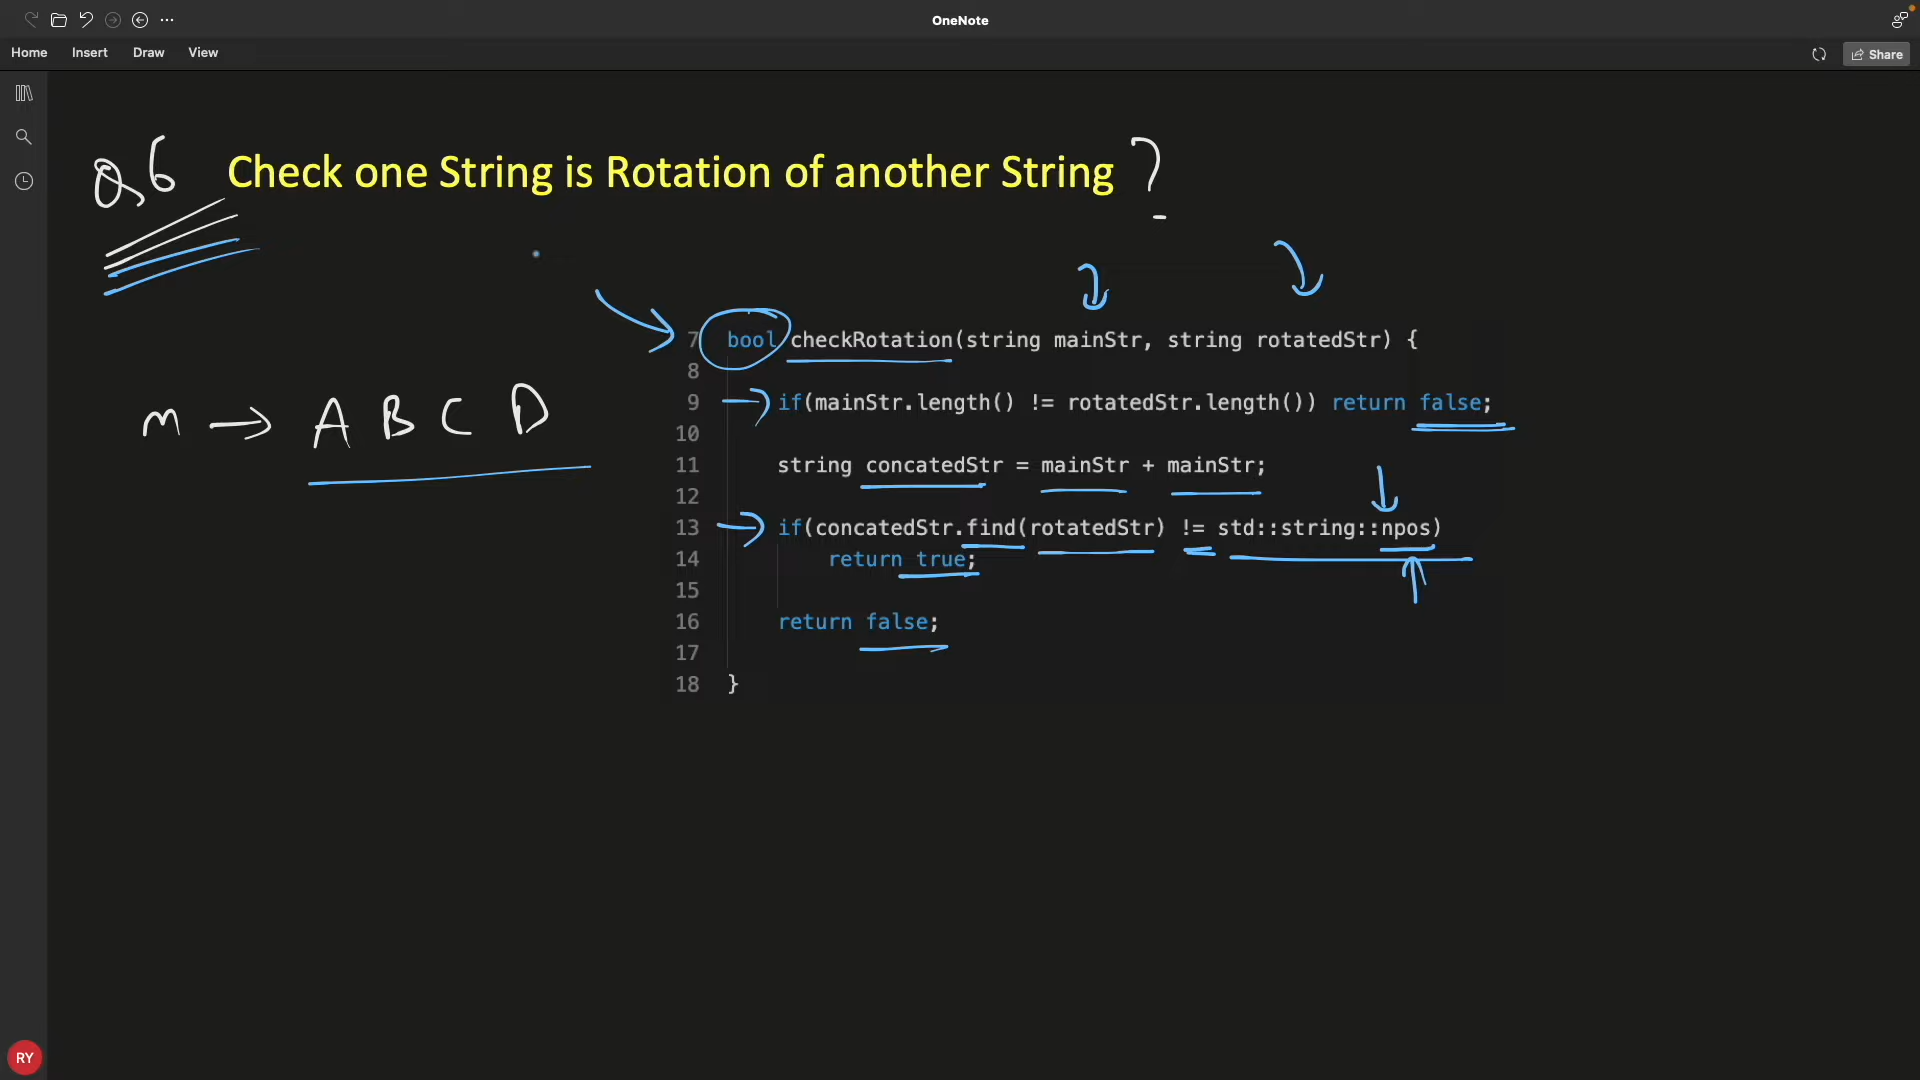 OneNote
Home Insert Draw View Share
Q.6 Check one String is Rotation of another String ?
7 bool checkRotation(string mainStr, string rotatedStr) {
8
9 if(mainStr.length() != rotatedStr.length()) return false;
10
11 string concatedStr = mainStr + mainStr;
12
13 if(concatedStr.find(rotatedStr) != std::string::npos)
14 return true;
15
16 return false;
17
18 }
m → A B C D
RY